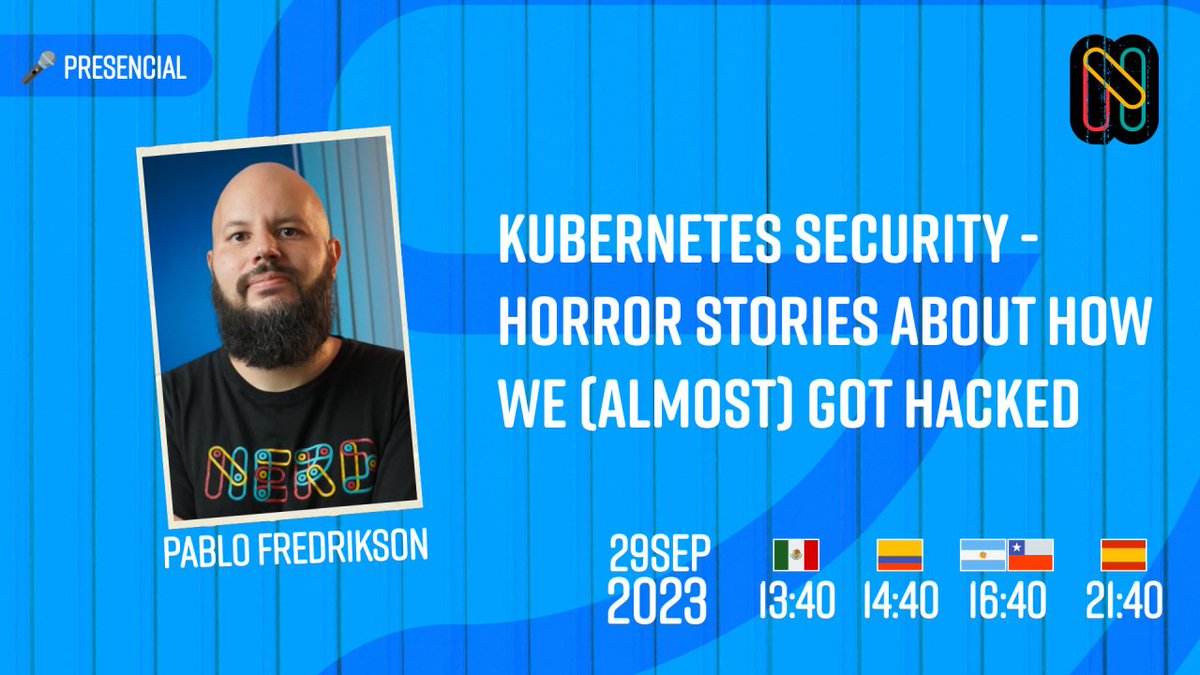 PRESENCIAL
KUBERNETES SECURITY -
HORROR STORIES ABOUT HOW
WE (ALMOST) GOT HACKED
NERD
PABLO FREDRIKSON
29SEP
2023
13:40 14:40 16:40 21:40